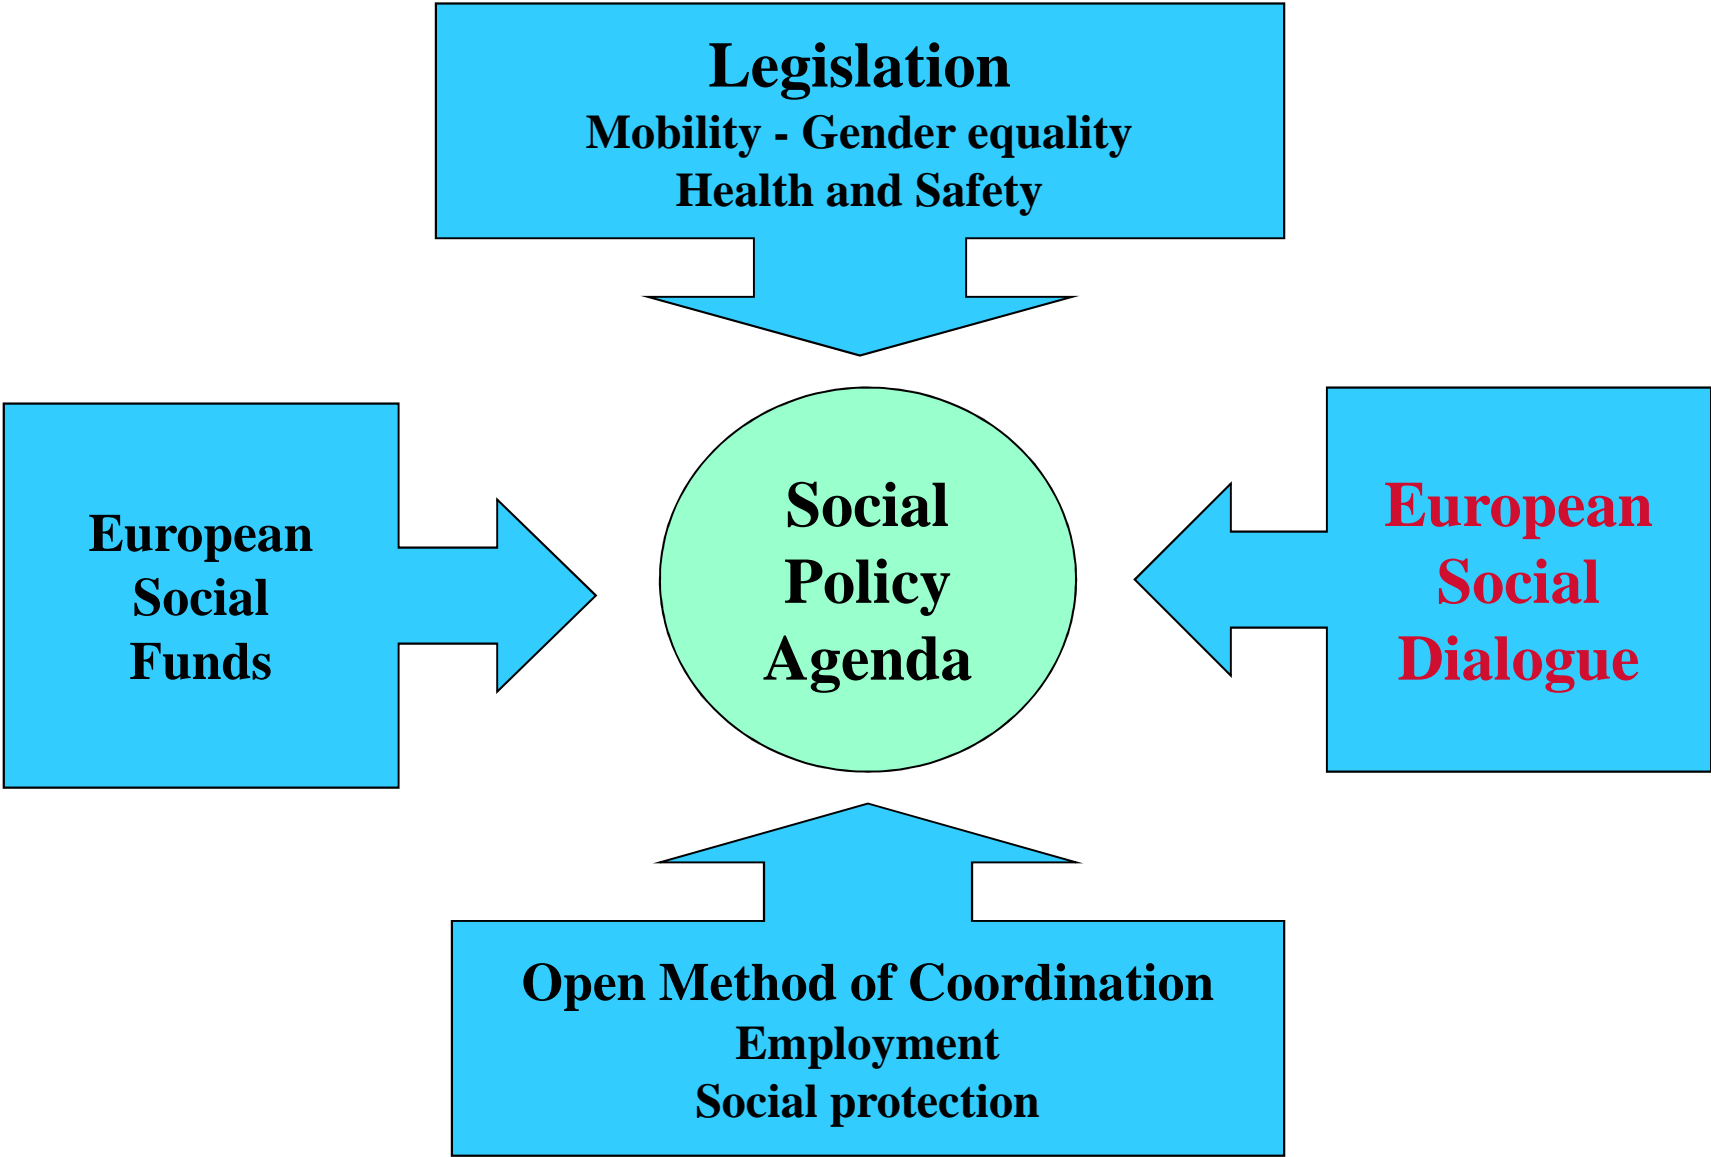 Legislation
Mobility - Gender equality
Health and Safety
European
Social
Funds
Social
Policy
Agenda
European
Social
Dialogue
Open Method of Coordination
Employment
Social protection